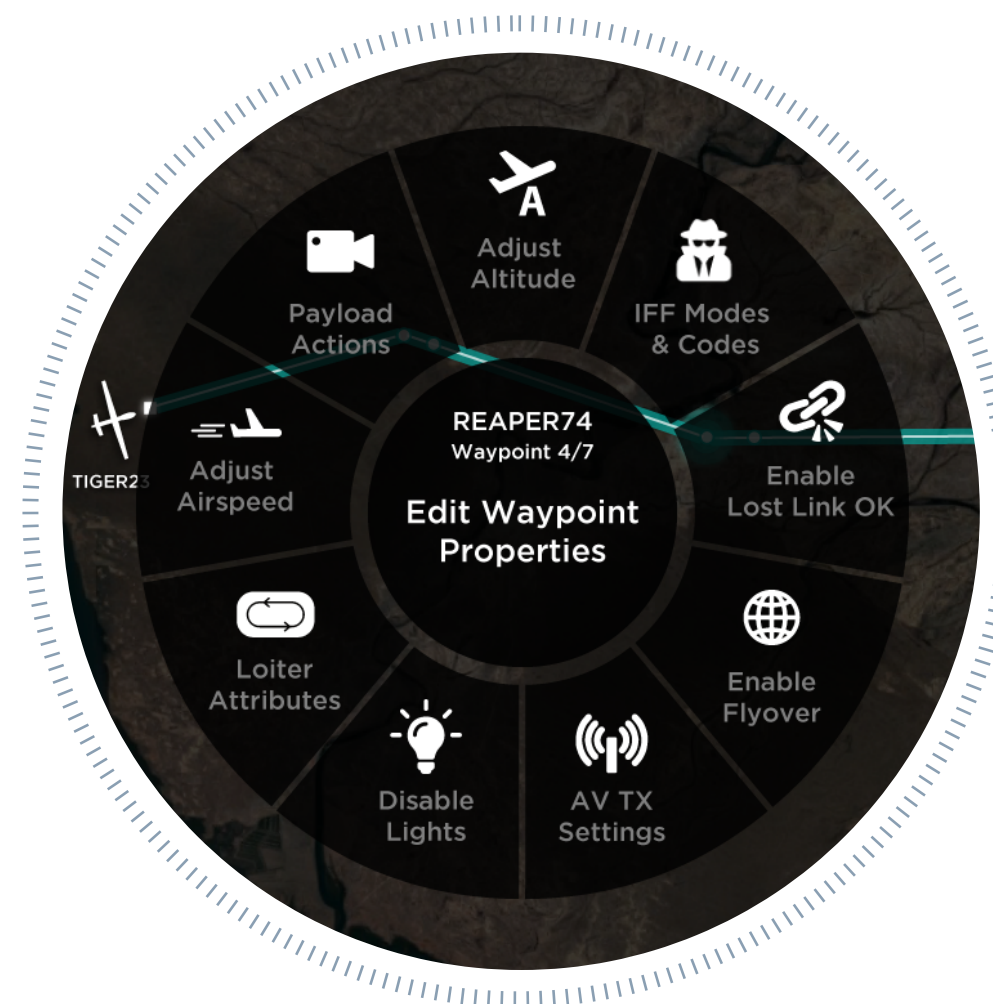 A
Adjust
Altitude
Payload
Actions
IFF Modes
& Codes
REAPER74
Waypoint 4/7
Edit Waypoint
Properties
Adjust
Airspeed
TIGER23
Enable
Lost Link OK
Loiter
Attributes
Enable
Flyover
Disable
Lights
AV TX
Settings